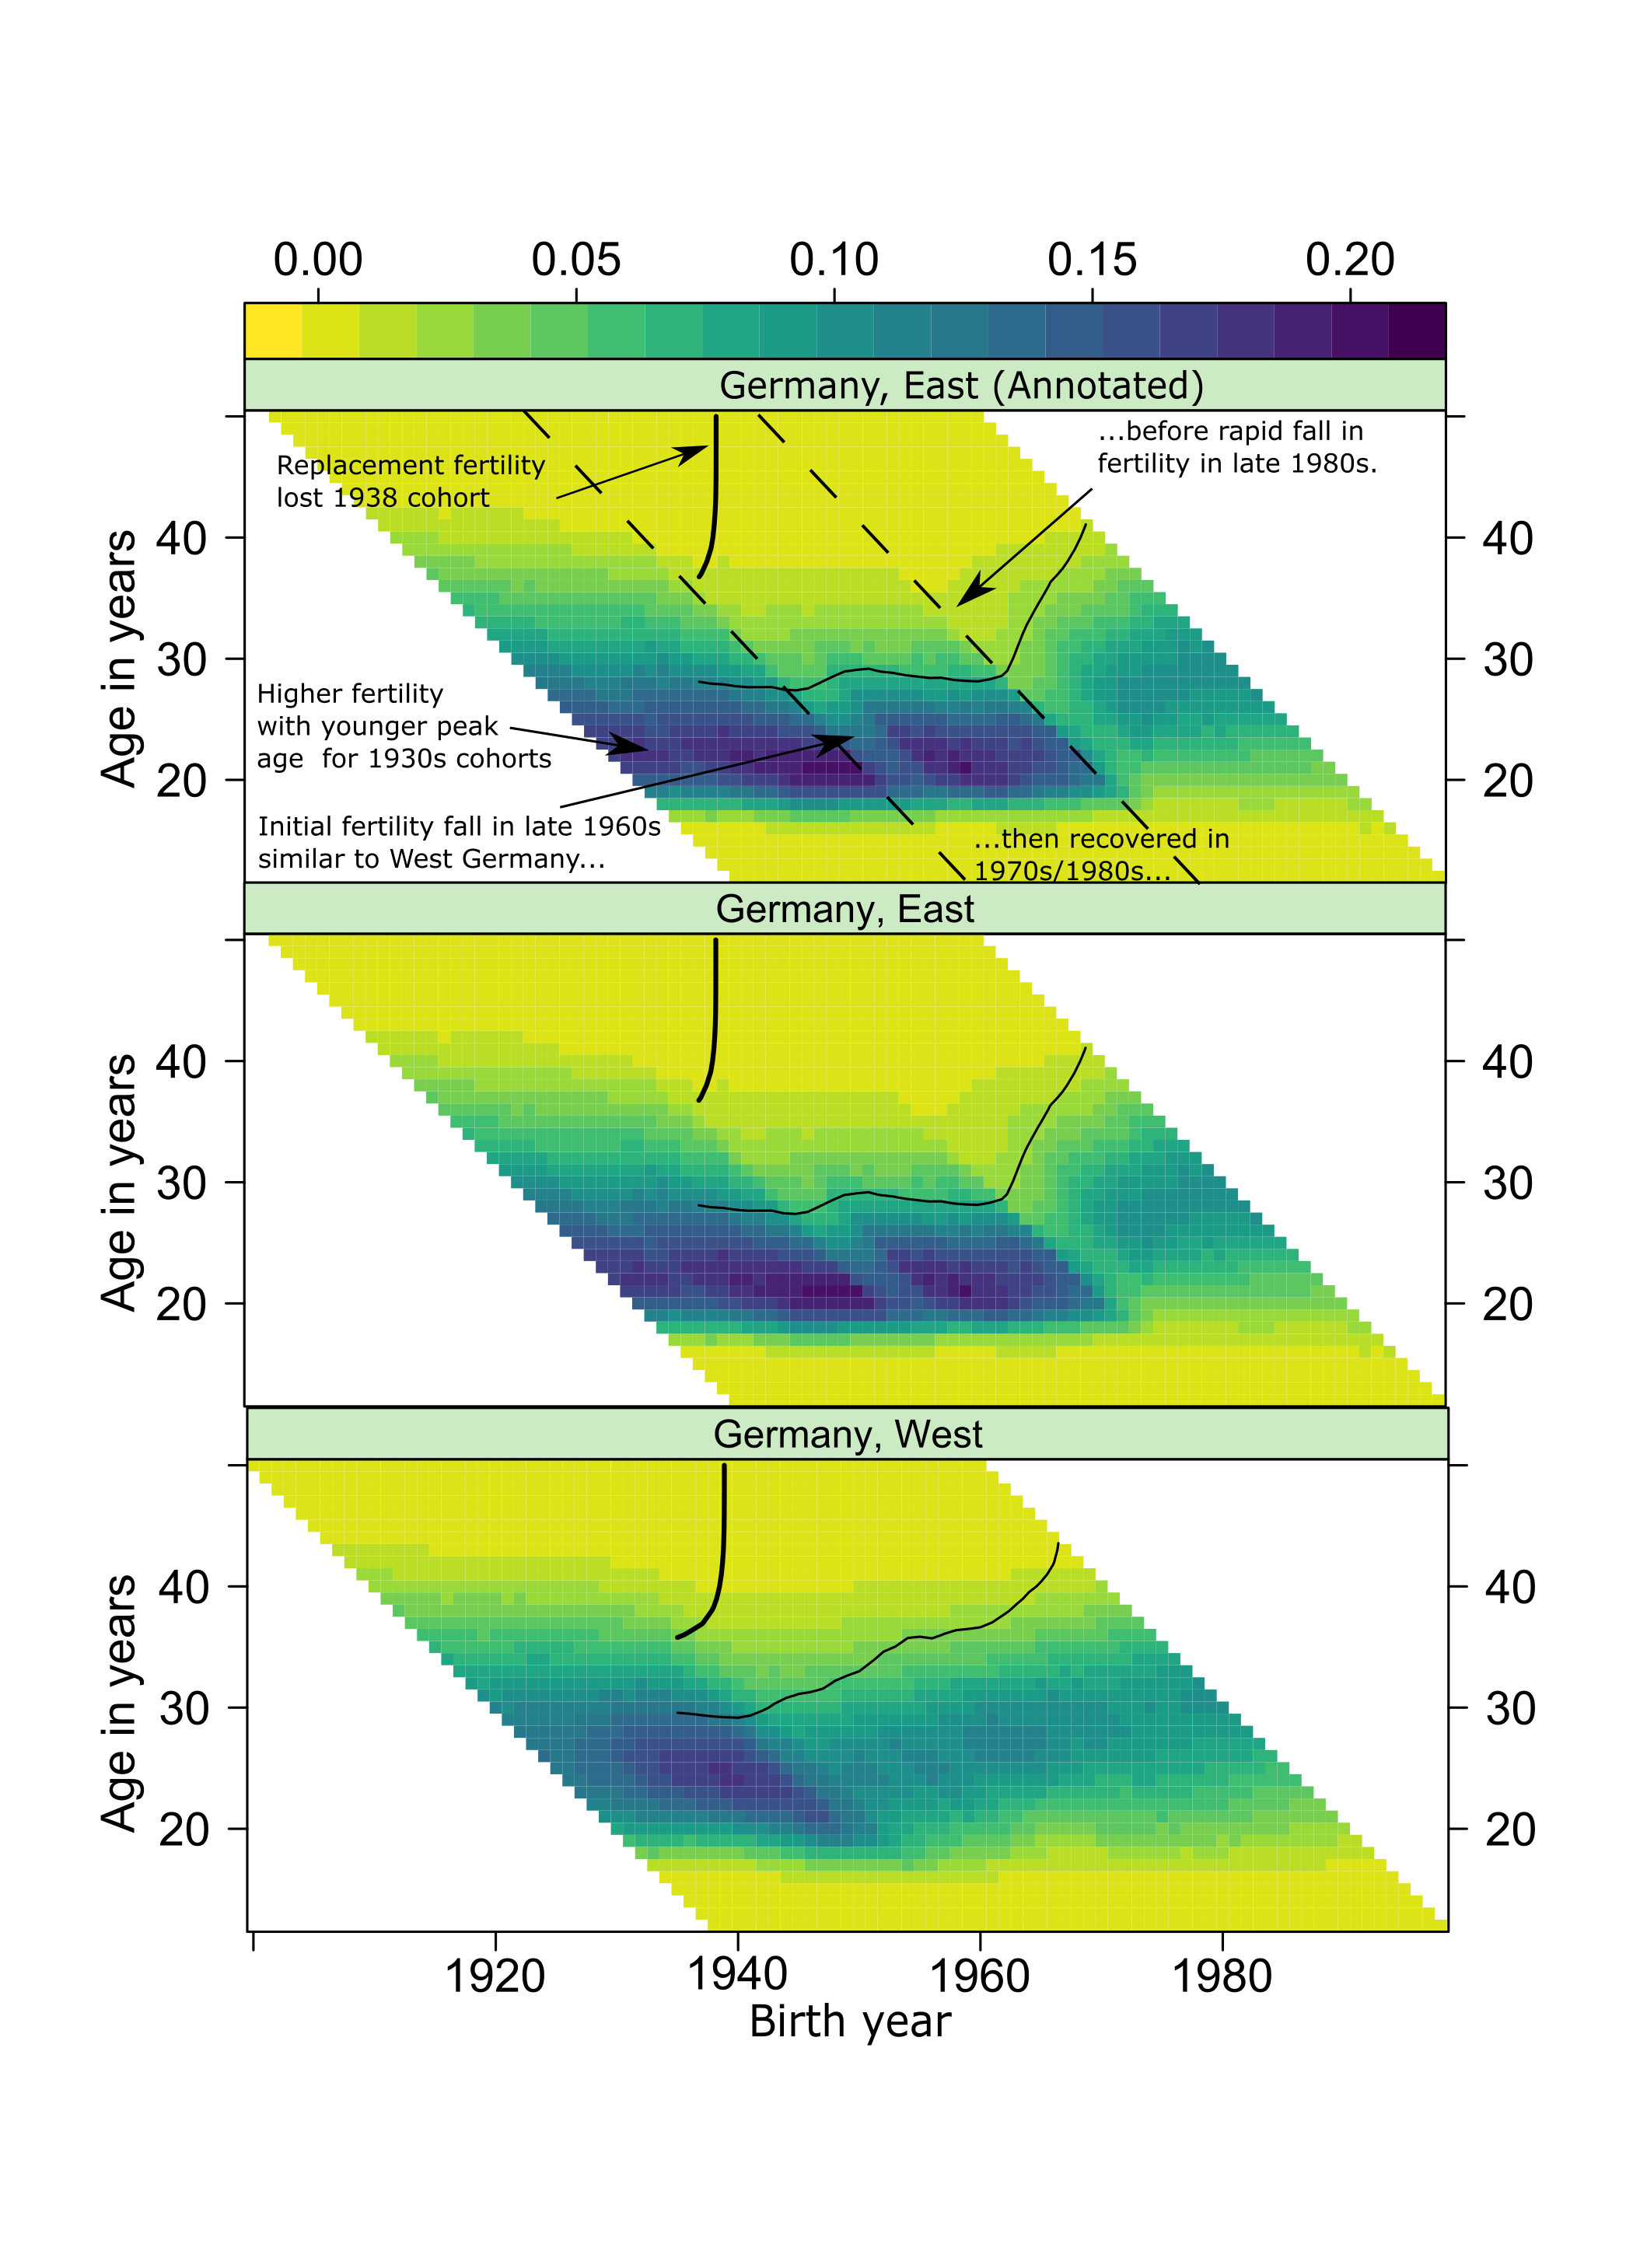 0.00 0.05 0.10 0.15 0.20
Germany, East (Annotated)
...before rapid fall in
fertility in late 1980s.
Replacement fertility
lost 1938 cohort
Higher fertility
with younger peak
age for 1930s cohorts
Initial fertility fall in late 1960s
similar to West Germany...
...then recovered in
1970s/1980s...
Age in years
40 40
30 30
20 20
Germany, East
Age in years
40 40
30 30
20 20
Germany, West
Age in years
40 40
30 30
20 20
1920 1940 1960 1980
Birth year